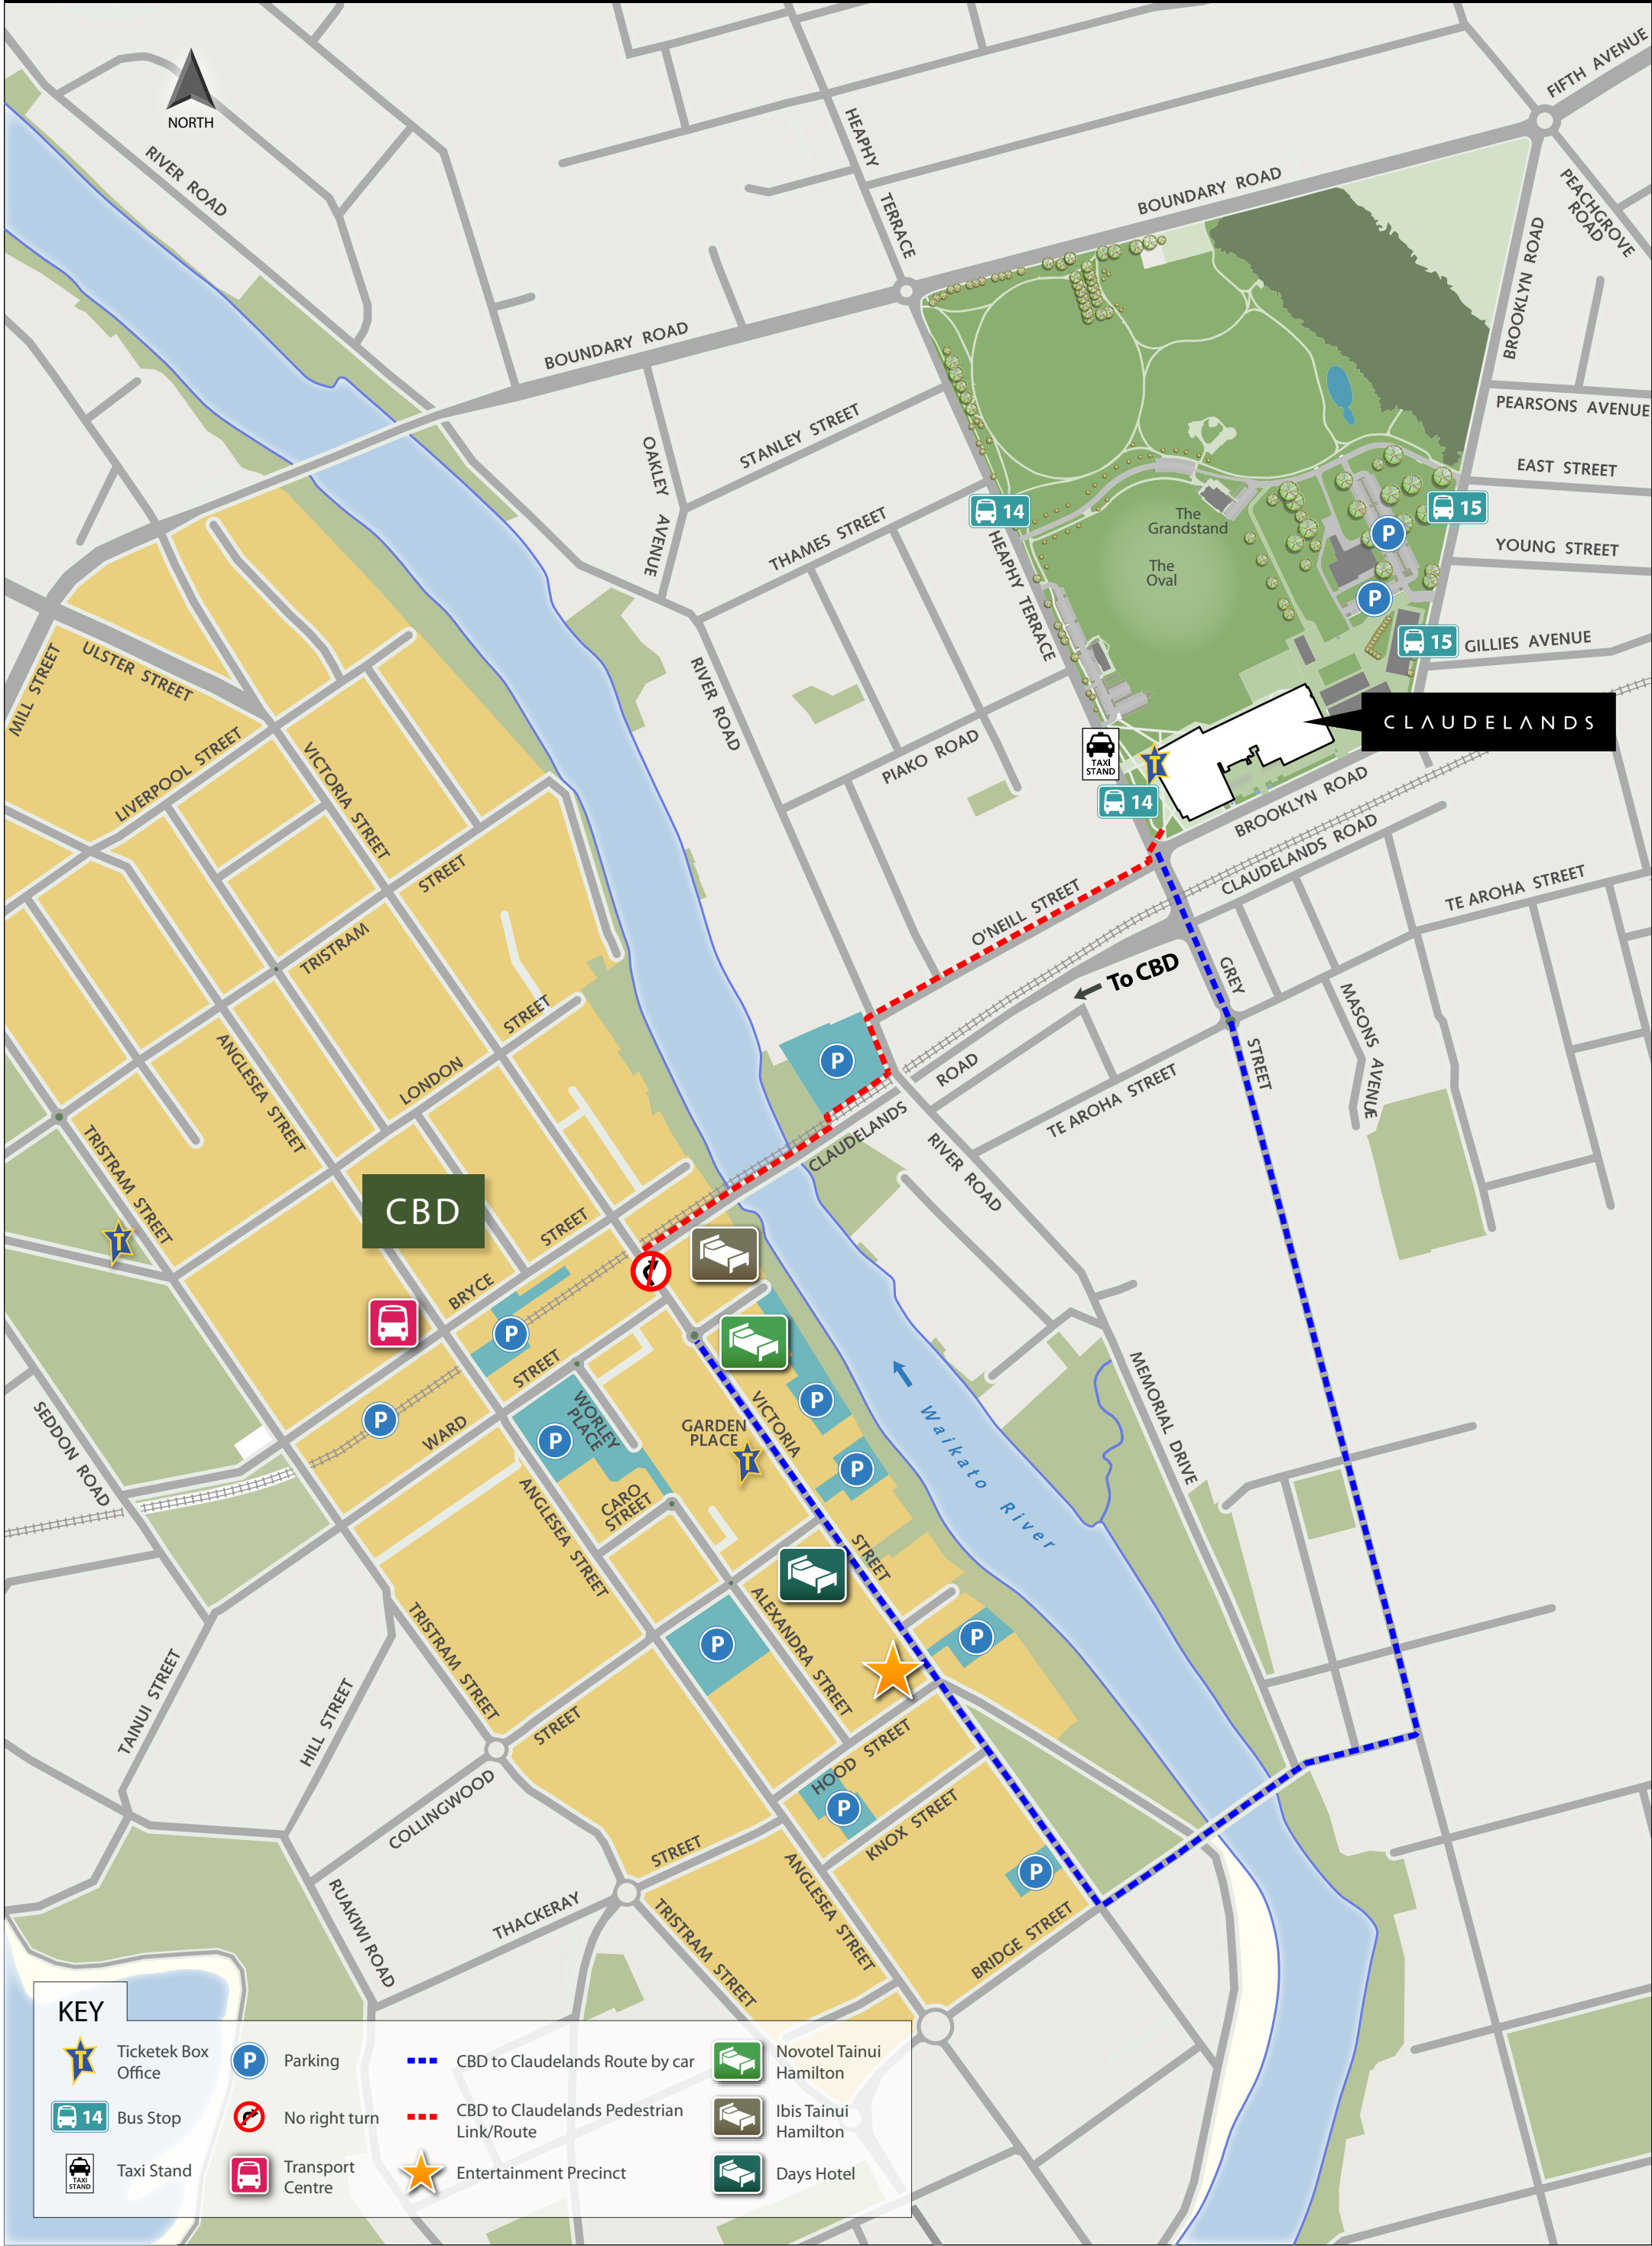 NORTH
RIVER ROAD
HEAPHY
TERRACE
FIFTH AVENUE
BOUNDARY ROAD
PEACHGROVE
ROAD
BROOKLYN ROAD
BOUNDARY ROAD
PEARSONS AVENUE
STANLEY STREET
OAKLEY
AVENUE
EAST STREET
14
15
The
Grandstand
THAMES STREET
P
YOUNG STREET
HEAPHY TERRACE
The
Oval
P
15
GILLIES AVENUE
ULSTER STREET
MILL STREET
RIVER ROAD
CLAUDELANDS
LIVERPOOL STREET
VICTORIA STREET
PIAKO ROAD
TAXI
STAND
T
14
BROOKLYN ROAD
CLAUDELANDS ROAD
STREET
TRISTRAM
O'NEILL STREET
TE AROHA STREET
To CBD
GREY
STREET
MASONS AVENUE
STREET
LONDON
ANGLESEA STREET
P
ROAD
TE AROHA STREET
CLAUDELANDS
RIVER ROAD
TRISTRAM STREET
T
CBD
STREET
BRYCE
P
STREET
WARD
P
WORLEY
PLACE
P
GARDEN
PLACE
T
VICTORIA
STREET
P
P
Waikato River
MEMORIAL DRIVE
SEDDON ROAD
CARO
STREET
ANGLESEA STREET
ALEXANDRA STREET
P
P
TRISTRAM STREET
TAINUI STREET
HILL STREET
STREET
COLLINGWOOD
HOOD STREET
P
KNOX STREET
P
STREET
THACKERAY
ANGLESEA STREET
TRISTRAM STREET
BRIDGE STREET
RUAKIWI ROAD
KEY
T
Ticketek Box
Office
P
Parking
CBD to Claudelands Route by car
Novotel Tainui
Hamilton
14
Bus Stop
No right turn
CBD to Claudelands Pedestrian
Link/Route
Ibis Tainui
Hamilton
TAXI
STAND
Taxi Stand
Transport
Centre
Entertainment Precinct
Days Hotel